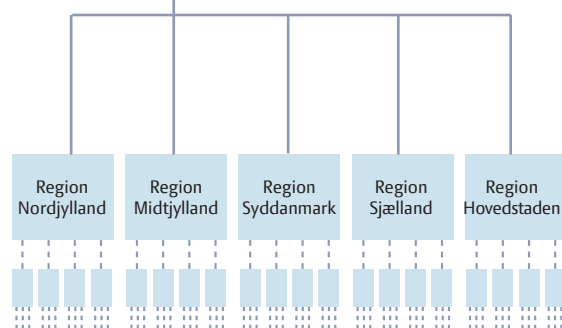 Region
Nordjylland
Region
Midtjylland
Region
Syddanmark
Region
Sjælland
Region
Hovedstaden